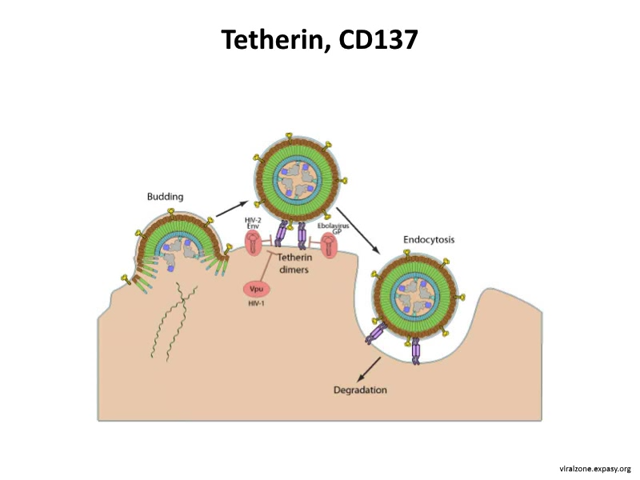 Tetherin, CD137
Budding
HIV-2
Env
Ebolavirus
GP
Tetherin
dimers
Vpu
HIV-1
Endocytosis
Degradation
viralzone.expasy.org